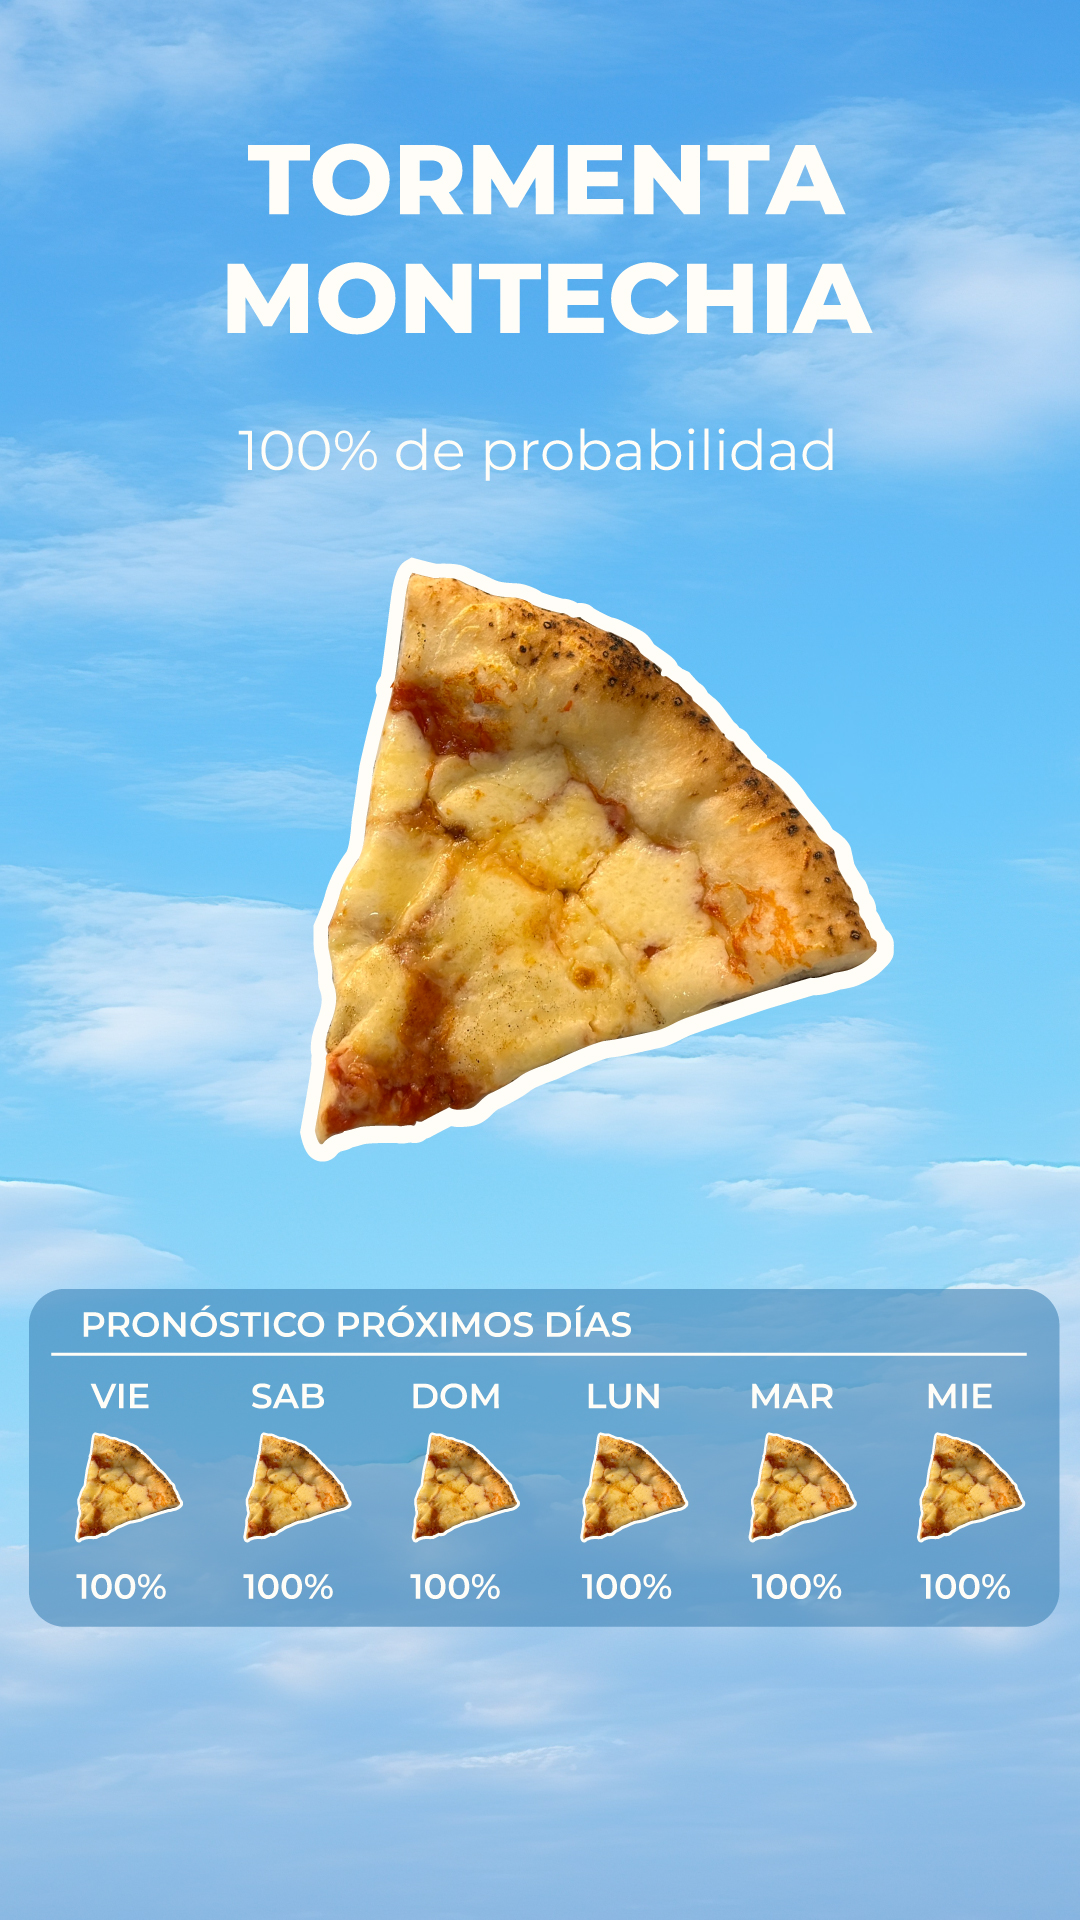 TORMENTA
MONTECHIA
100% de probabilidad
PRONÓSTICO PRÓXIMOS DÍAS
VIE SAB DOM LUN MAR MIE
100% 100% 100% 100% 100% 100%